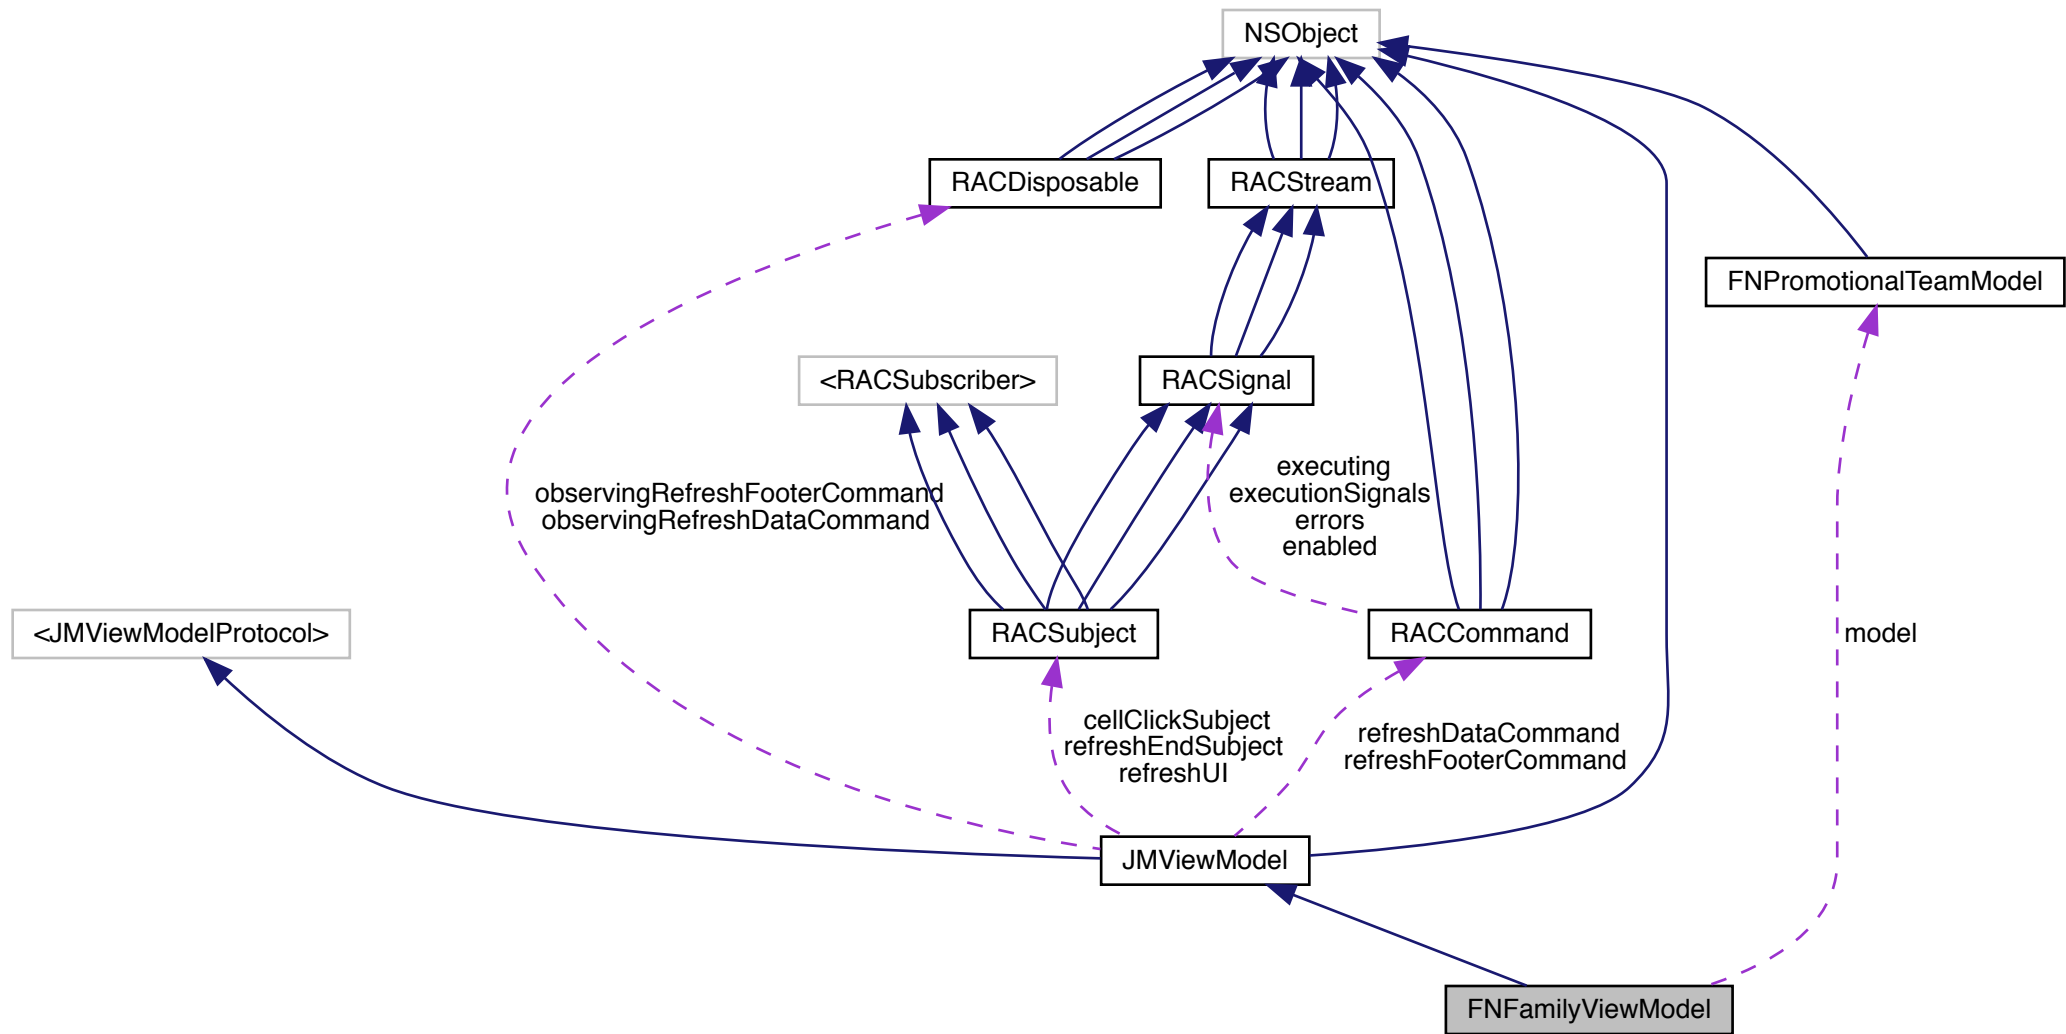 NSObject
RACDisposable
RACStream
FNPromotionalTeamModel
<RACSubscriber>
RACSignal
observingRefreshFooterCommand
observingRefreshDataCommand
executing
executionSignals
errors
enabled
<JMViewModelProtocol>
RACSubject
RACCommand
model
cellClickSubject
refreshEndSubject
refreshUI
refreshDataCommand
refreshFooterCommand
JMViewModel
FNFamilyViewModel